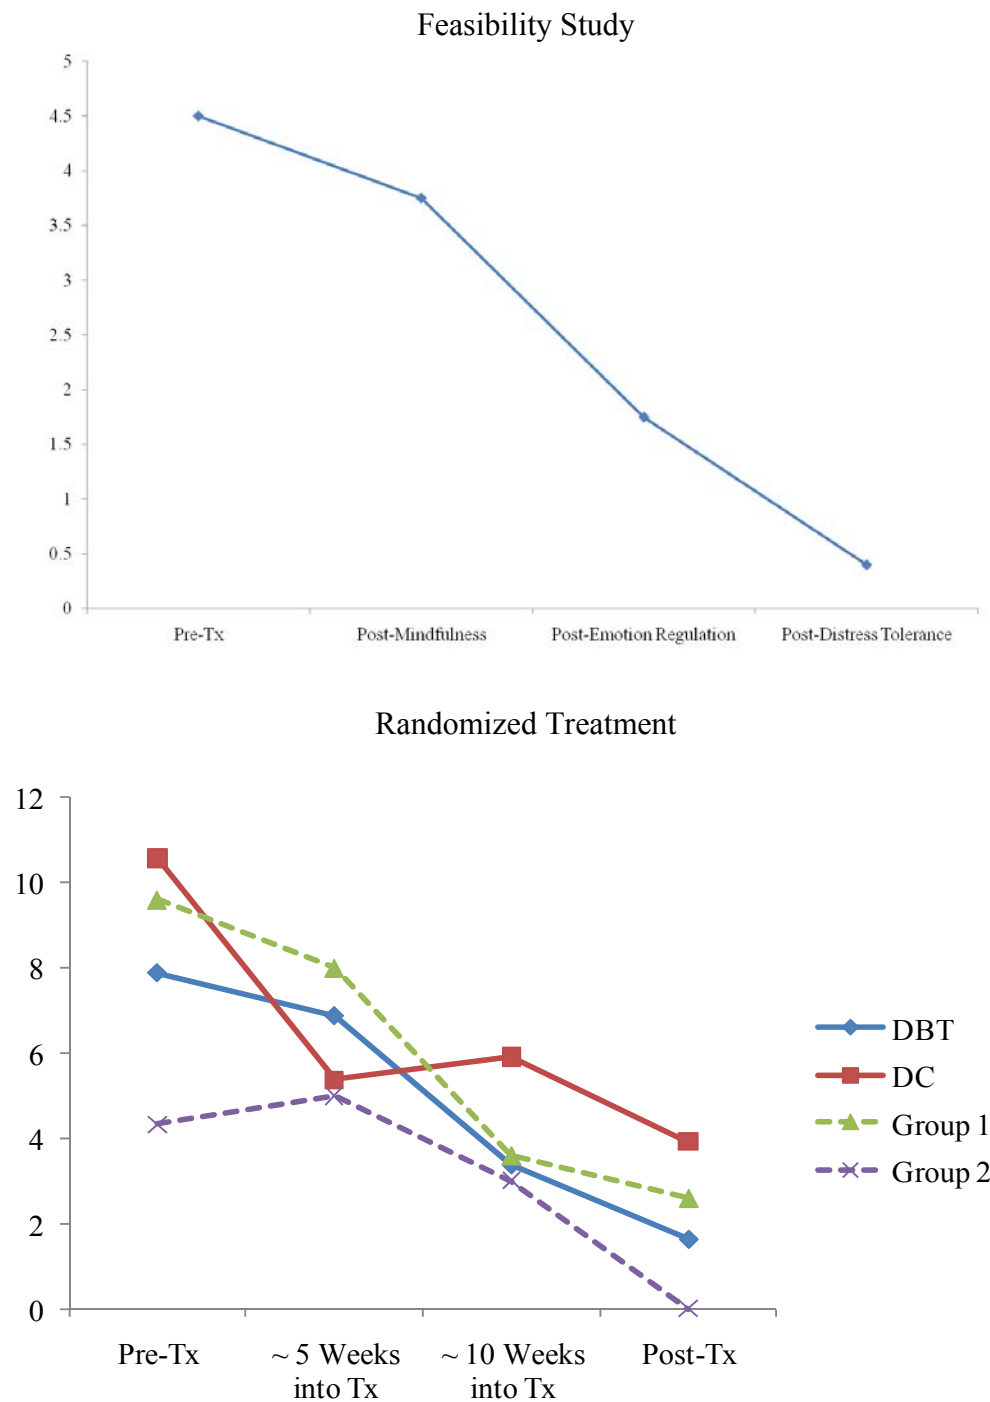 Feasibility Study
5
4.5
4
3.5
3
2.5
2
1.5
1
0.5
0
Pre-Tx Post-Mindfulness Post-Emotion Regulation Post-Distress Tolerance
Randomized Treatment
12
10
8
6
4
2
0
DBT
DC
Group 1
Group 2
Pre-Tx ~ 5 Weeks ~ 10 Weeks Post-Tx
into Tx into Tx